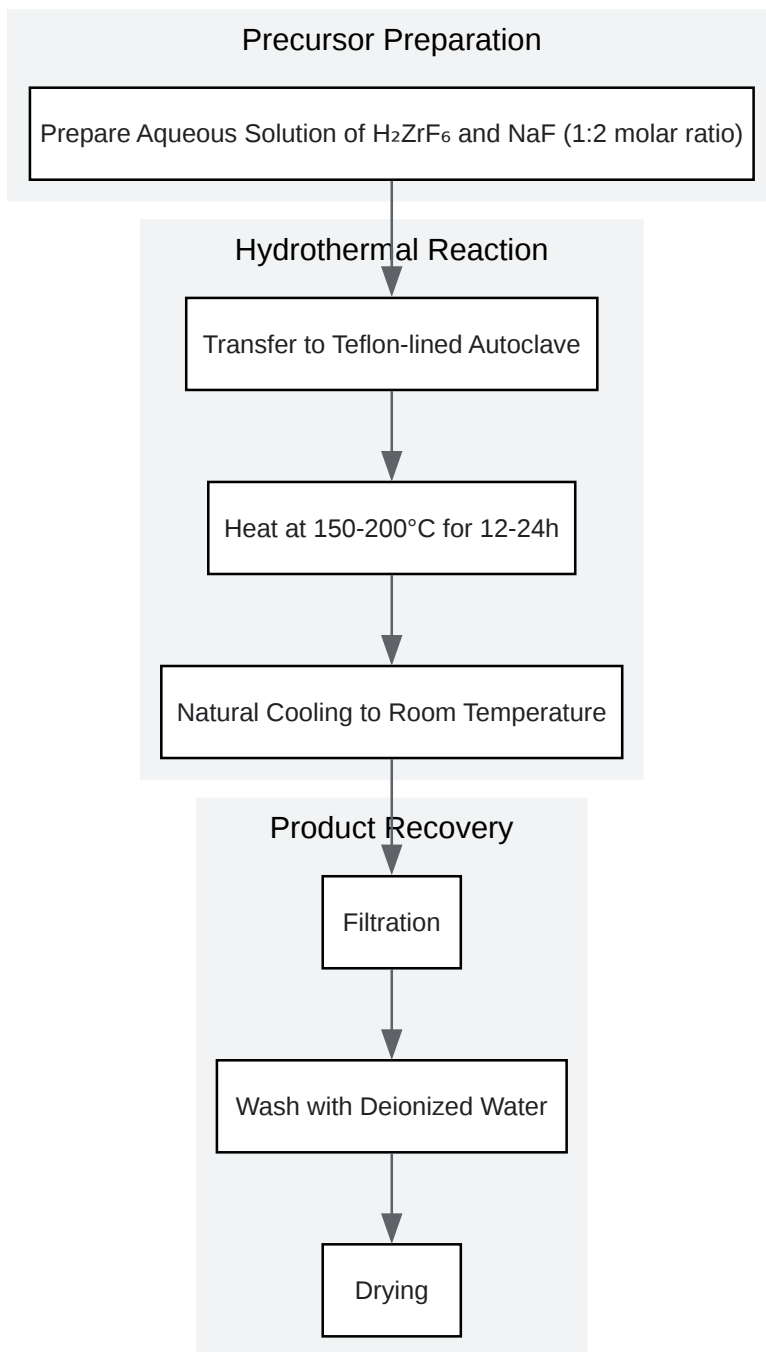 Precursor Preparation
Prepare Aqueous Solution of H₂ZrF₆ and NaF (1:2 molar ratio)
Hydrothermal Reaction
Transfer to Teflon-lined Autoclave
Heat at 150-200°C for 12-24h
Natural Cooling to Room Temperature
Product Recovery
Filtration
Wash with Deionized Water
Drying